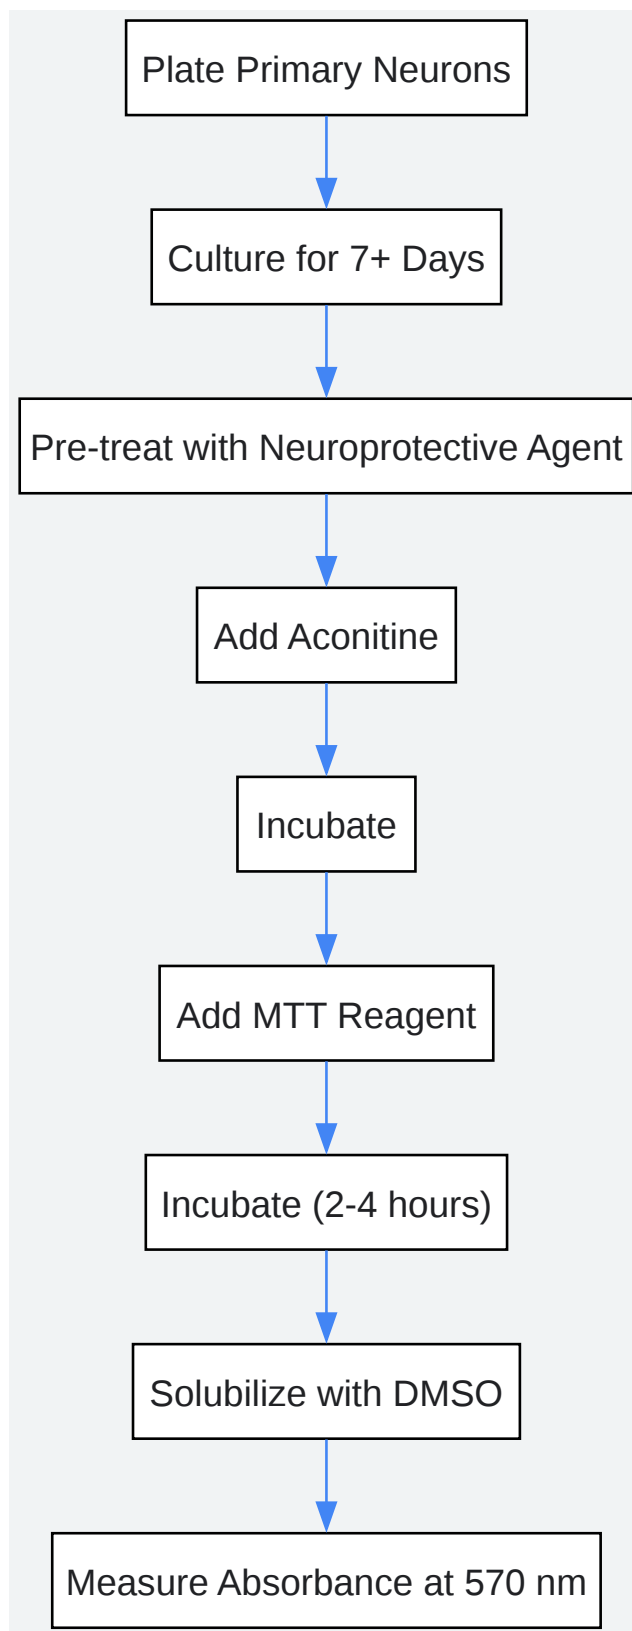 Plate Primary Neurons
Culture for 7+ Days
Pre-treat with Neuroprotective Agent
Add Aconitine
Incubate
Add MTT Reagent
Incubate (2-4 hours)
Solubilize with DMSO
Measure Absorbance at 570 nm